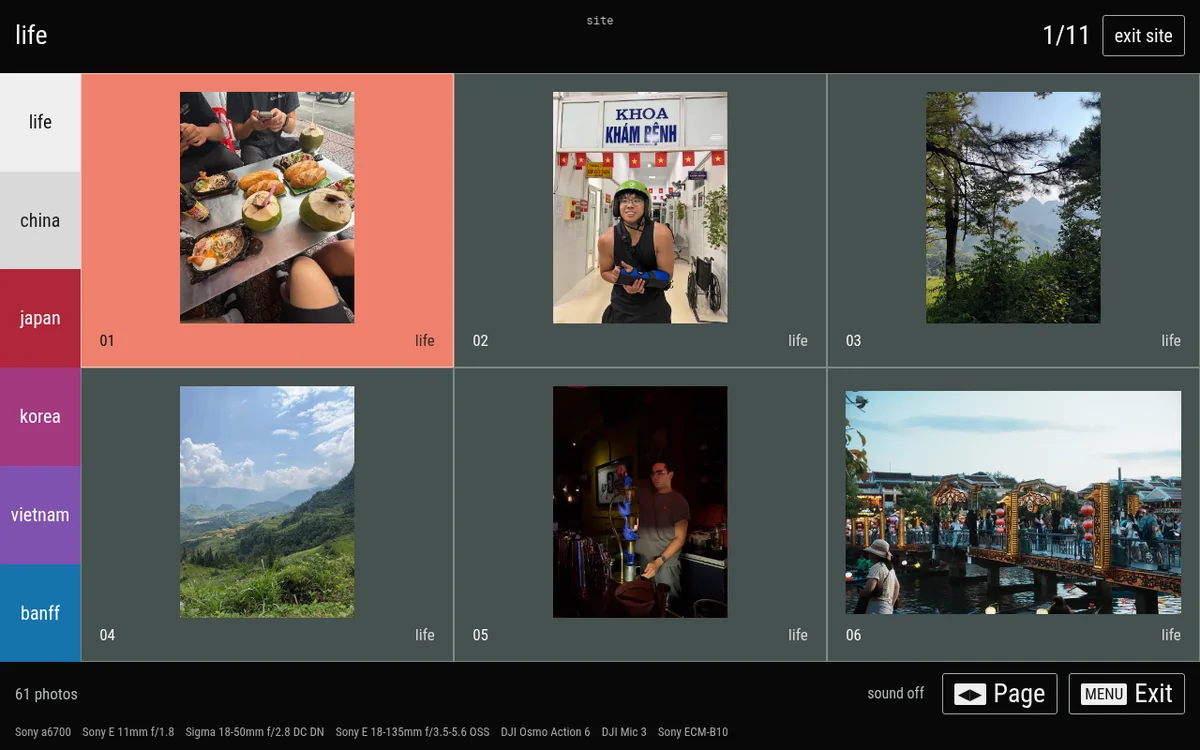 life
site
1/11
exit site
life
china
japan
korea
vietnam
banff
KHOA
KHÁM BỆNH
01
life
02
life
03
life
04
life
05
life
06
life
61 photos
sound off
Page
MENU Exit
Sony a6700 Sony E 11mm f/1.8 Sigma 18-50mm f/2.8 DC DN Sony E 18-135mm f/3.5-5.6 OSS DJI Osmo Action 6 DJI Mic 3 Sony ECM-B10